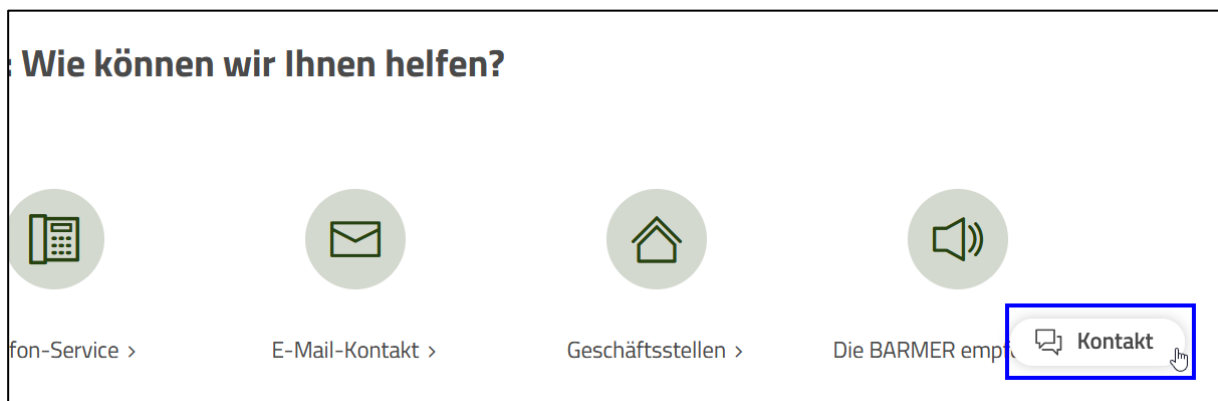 : Wie können wir Ihnen helfen?
fon-Service >
E-Mail-Kontakt >
Geschäftsstellen >
Die BARMER empf
Kontakt